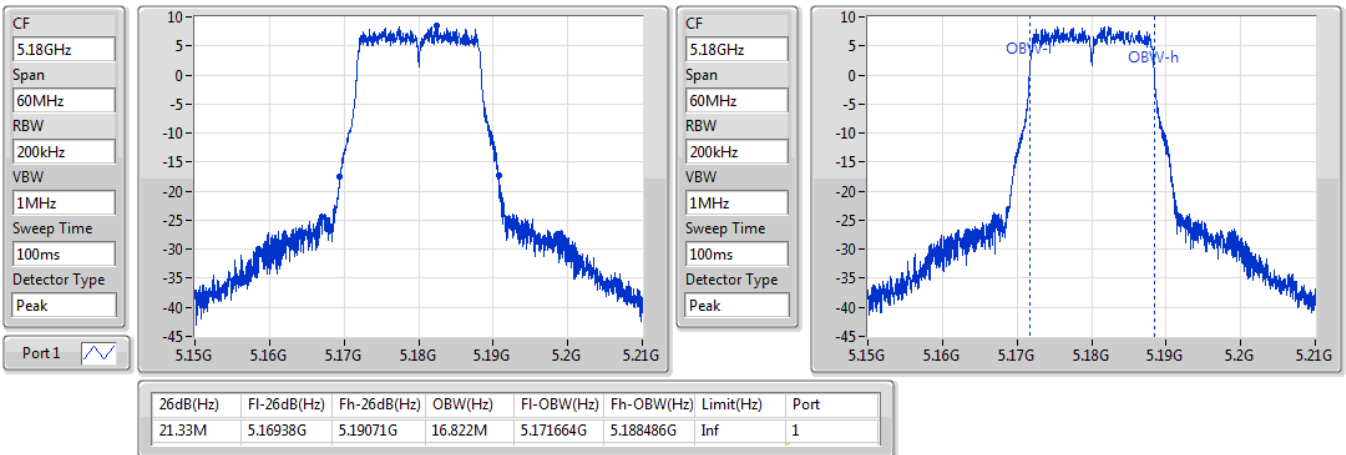 CF
5.18GHz
Span
60MHz
RBW
200kHz
VBW
1MHz
Sweep Time
100ms
Detector Type
Peak
Port 1
10
5
0
-5
-10
-15
-20
-25
-30
-35
-40
-45
5.15G 5.16G 5.17G 5.18G 5.19G 5.2G 5.21G
CF
5.18GHz
Span
60MHz
RBW
200kHz
VBW
1MHz
Sweep Time
100ms
Detector Type
Peak
10
5
0
-5
-10
-15
-20
-25
-30
-35
-40
-45
OBW-l
OBW-h
5.15G 5.16G 5.17G 5.18G 5.19G 5.2G 5.21G
26dB(Hz) Fl-26dB(Hz) Fh-26dB(Hz) OBW(Hz) Fl-OBW(Hz) Fh-OBW(Hz) Limit(Hz) Port
21.33M 5.16938G 5.19071G 16.822M 5.171664G 5.188486G Inf 1